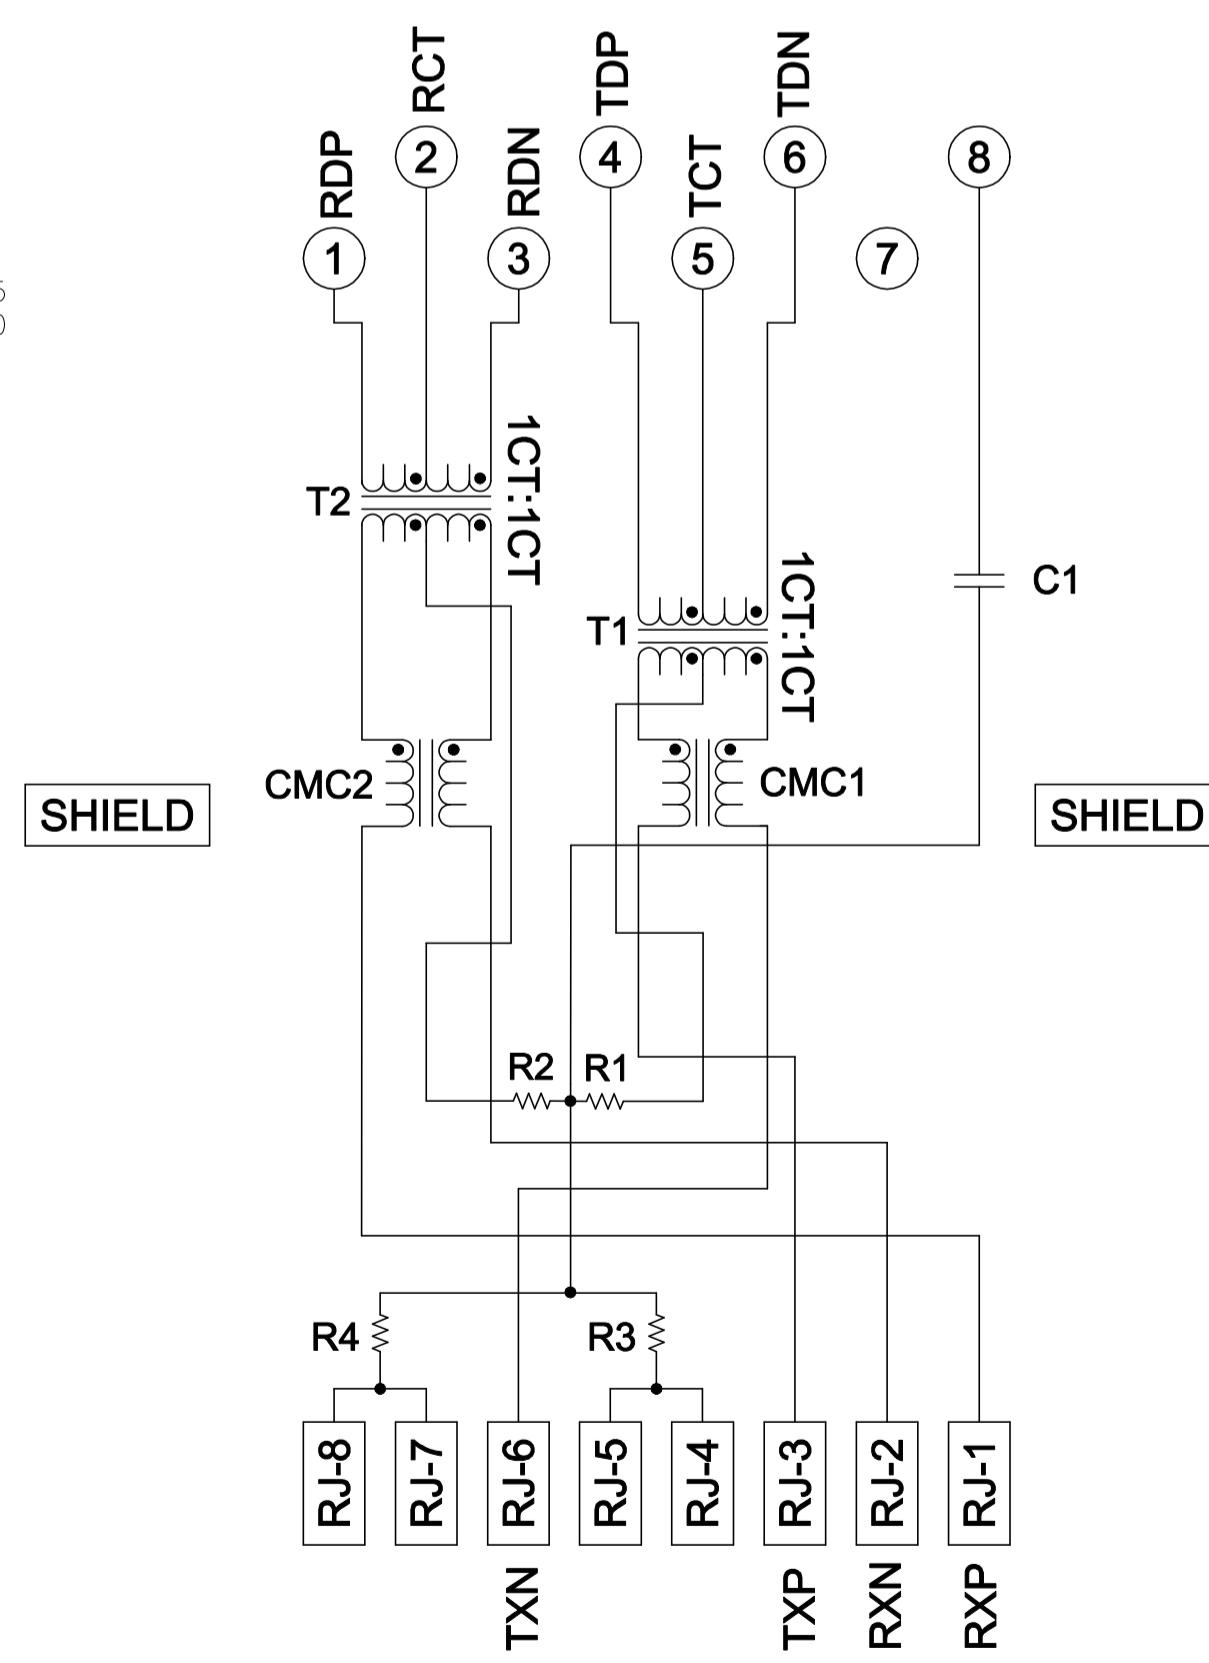 RCT
TDP
TDN
RDP
2
RDN
4
TCT
6
8
1
3
5
7
1CT:1CT
T2
1CT:1CT
C1
T1
CMC2
CMC1
SHIELD
SHIELD
R2
R1
R4
R3
RJ-8
RJ-7
RJ-6
RJ-5
RJ-4
RJ-3
RJ-2
RJ-1
TXN
TXP
RXN
RXP